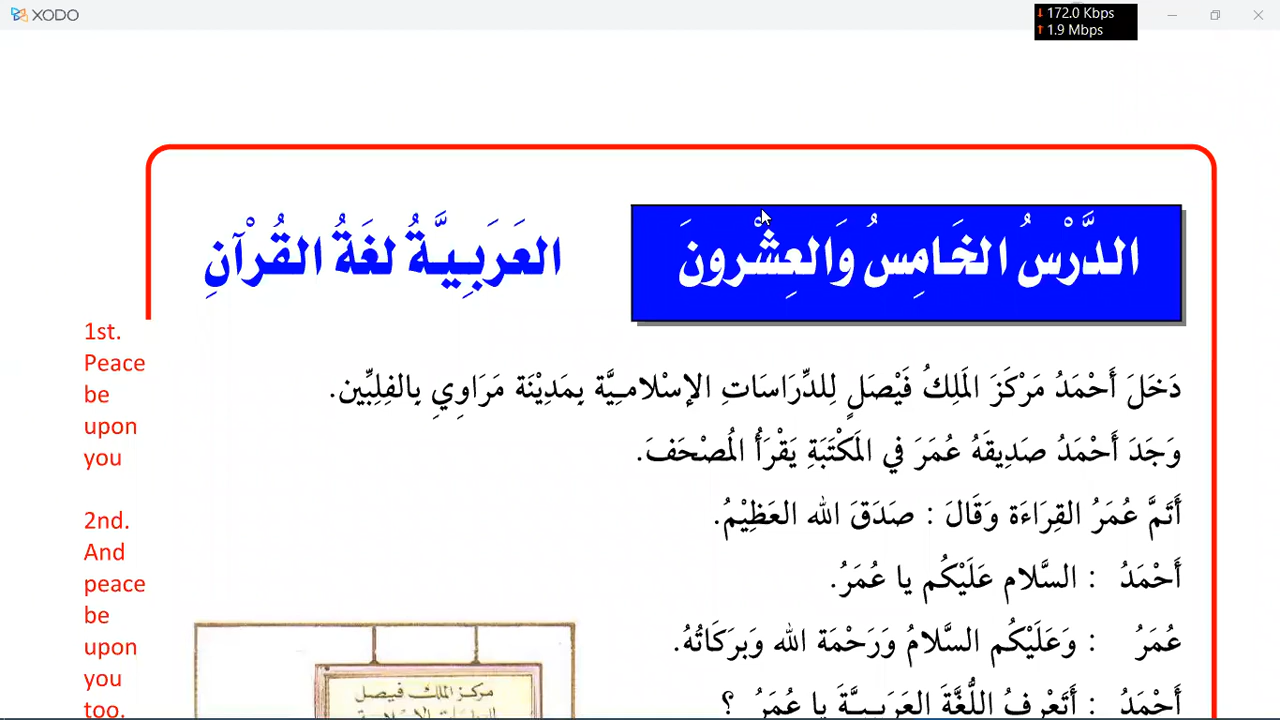 XODO
172.0 Kbps
1.9 Mbps
الدَّرْسُ الخَامِسُ وَالعِشْرونَ
العَرَبِيَّةُ لغَةُ القُرْآنِ
دَخَلَ أَحْمَدُ مَرْكَزَ المَلِكُ فَيْصَلٍ لِلدِّرَاسَاتِ الإسْلامِيَّة بِمَدِيْنَة مَرَاوِي بِالفِلِبِّين.
وَجَدَ أَحْمَدُ صَدِيقَهُ عُمَرَ في المَكْتَبَةِ يَقْرَأُ المُصْحَفَ.
أَتَمَّ عُمَرُ القِرَاءَة وَقَالَ : صَدَقَ الله العَظِيْمُ.
أَحْمَدُ : السَّلام عَلَيْكُم يا عُمَرُ.
عُمَرُ : وَعَلَيْكُم السَّلامُ وَرَحْمَة الله وَبرَكَاتُهُ.
أَحْمَدُ : أَتَعْرِفُ اللُّغَّةَ العَرَبِيَّةَ يا عُمَرُ ؟
1st.
Peace
be
upon
you
2nd.
And
peace
be
upon
you
too.
مركز الملك فيصل